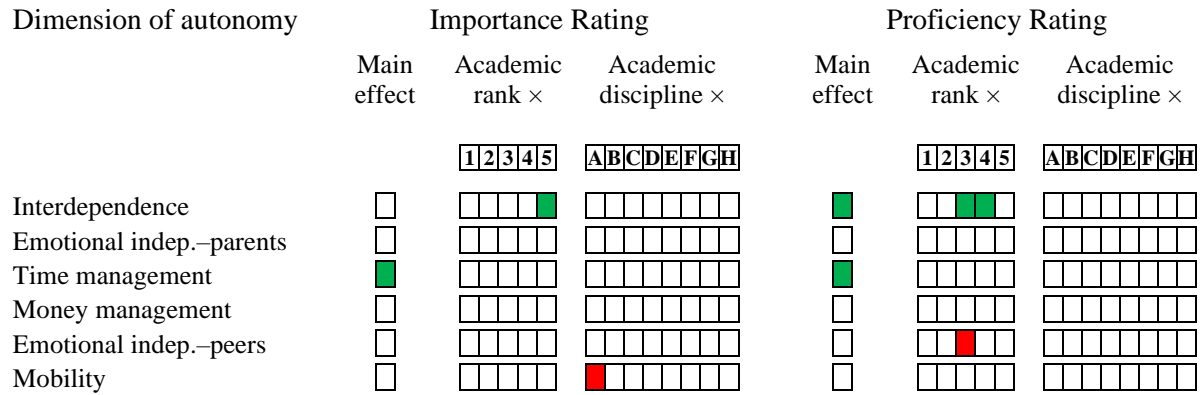 Dimension of autonomy Importance Rating Proficiency Rating
Main Academic Academic Main Academic Academic
effect rank × discipline × effect rank × discipline ×
1 2 3 4 5 A B C D E F G H 1 2 3 4 5 A B C D E F G H
Interdependence
Emotional indep.–parents
Time management
Money management
Emotional indep.–peers
Mobility